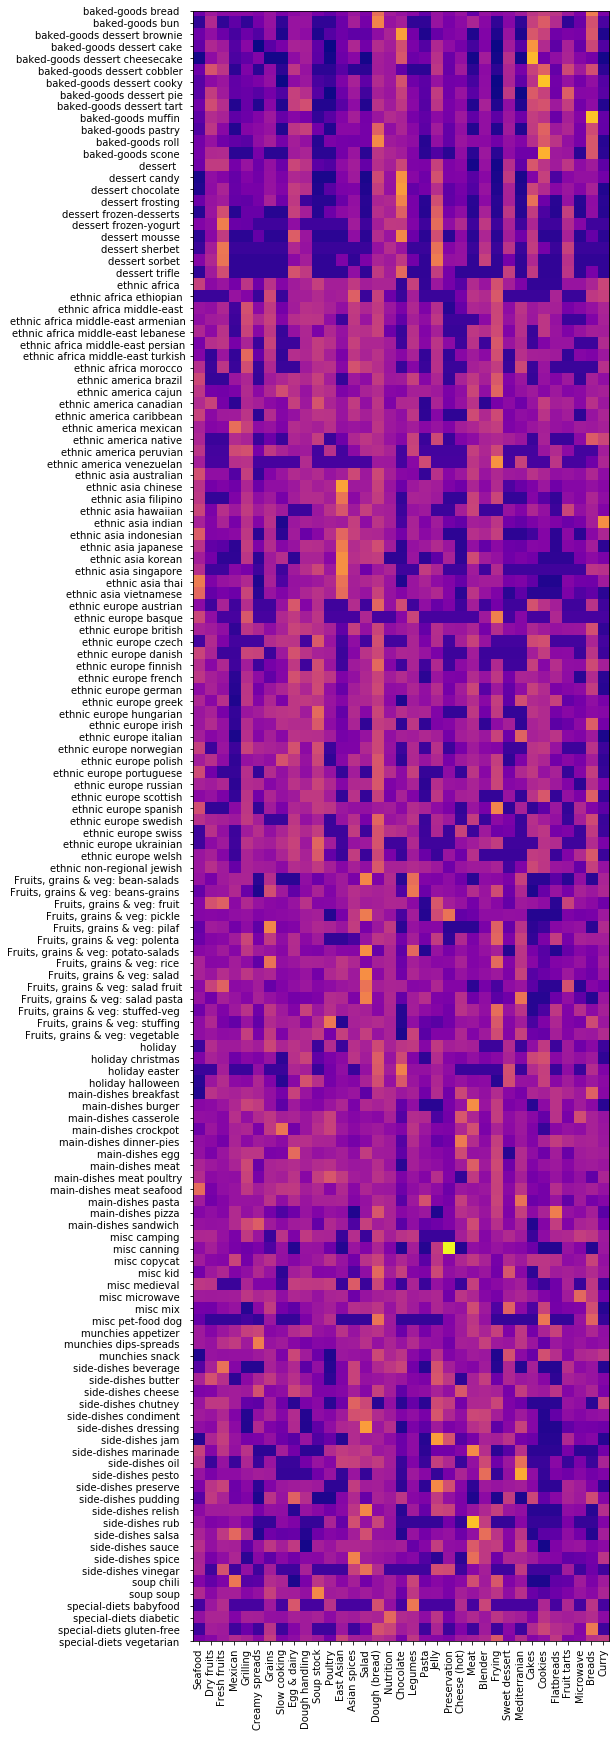 baked-goods bread
baked-goods bun
baked-goods dessert brownie
baked-goods dessert cake
baked-goods dessert cheesecake
baked-goods dessert cobbler
baked-goods dessert cooky
baked-goods dessert pie
baked-goods dessert tart
baked-goods muffin
baked-goods pastry
baked-goods roll
baked-goods scone
dessert
dessert candy
dessert chocolate
dessert frosting
dessert frozen-desserts
dessert frozen-yogurt
dessert mousse
dessert sherbet
dessert sorbet
dessert trifle
ethnic africa
ethnic africa ethiopian
ethnic africa middle-east
ethnic africa middle-east armenian
ethnic africa middle-east lebanese
ethnic africa middle-east persian
ethnic africa middle-east turkish
ethnic africa morocco
ethnic america brazil
ethnic america cajun
ethnic america canadian
ethnic america caribbean
ethnic america mexican
ethnic america native
ethnic america peruvian
ethnic america venezuelan
ethnic asia australian
ethnic asia chinese
ethnic asia filipino
ethnic asia hawaiian
ethnic asia indian
ethnic asia indonesian
ethnic asia japanese
ethnic asia korean
ethnic asia singapore
ethnic asia thai
ethnic asia vietnamese
ethnic europe austrian
ethnic europe basque
ethnic europe british
ethnic europe czech
ethnic europe danish
ethnic europe finnish
ethnic europe french
ethnic europe german
ethnic europe greek
ethnic europe hungarian
ethnic europe irish
ethnic europe italian
ethnic europe norwegian
ethnic europe polish
ethnic europe portuguese
ethnic europe russian
ethnic europe scottish
ethnic europe spanish
ethnic europe swedish
ethnic europe swiss
ethnic europe ukrainian
ethnic europe welsh
ethnic non-regional jewish
Fruits, grains & veg: bean-salads
Fruits, grains & veg: beans-grains
Fruits, grains & veg: fruit
Fruits, grains & veg: pickle
Fruits, grains & veg: pilaf
Fruits, grains & veg: polenta
Fruits, grains & veg: potato-salads
Fruits, grains & veg: rice
Fruits, grains & veg: salad
Fruits, grains & veg: salad fruit
Fruits, grains & veg: salad pasta
Fruits, grains & veg: stuffed-veg
Fruits, grains & veg: stuffing
Fruits, grains & veg: vegetable
holiday
holiday christmas
holiday easter
holiday halloween
main-dishes breakfast
main-dishes burger
main-dishes casserole
main-dishes crockpot
main-dishes dinner-pies
main-dishes egg
main-dishes meat
main-dishes meat poultry
main-dishes meat seafood
main-dishes pasta
main-dishes pizza
main-dishes sandwich
misc camping
misc canning
misc copycat
misc kid
misc medieval
misc microwave
misc mix
misc pet-food dog
munchies appetizer
munchies dips-spreads
munchies snack
side-dishes beverage
side-dishes butter
side-dishes cheese
side-dishes chutney
side-dishes condiment
side-dishes dressing
side-dishes jam
side-dishes marinade
side-dishes oil
side-dishes pesto
side-dishes preserve
side-dishes pudding
side-dishes relish
side-dishes rub
side-dishes salsa
side-dishes sauce
side-dishes spice
side-dishes vinegar
soup chili
soup soup
special-diets babyfood
special-diets diabetic
special-diets gluten-free
special-diets vegetarian
Seafood
Dry fruits
Fresh fruits
Mexican
Grilling
Creamy spreads
Grains
Slow cooking
Egg & dairy
Dough handling
Soup stock
Poultry
East Asian
Asian spices
Salad
Dough (bread)
Nutrition
Chocolate
Legumes
Pasta
Jelly
Preservation
Cheese (hot)
Meat
Blender
Frying
Sweet dessert
Mediterranean
Cakes
Cookies
Flatbreads
Fruit tarts
Microwave
Breads
Curry